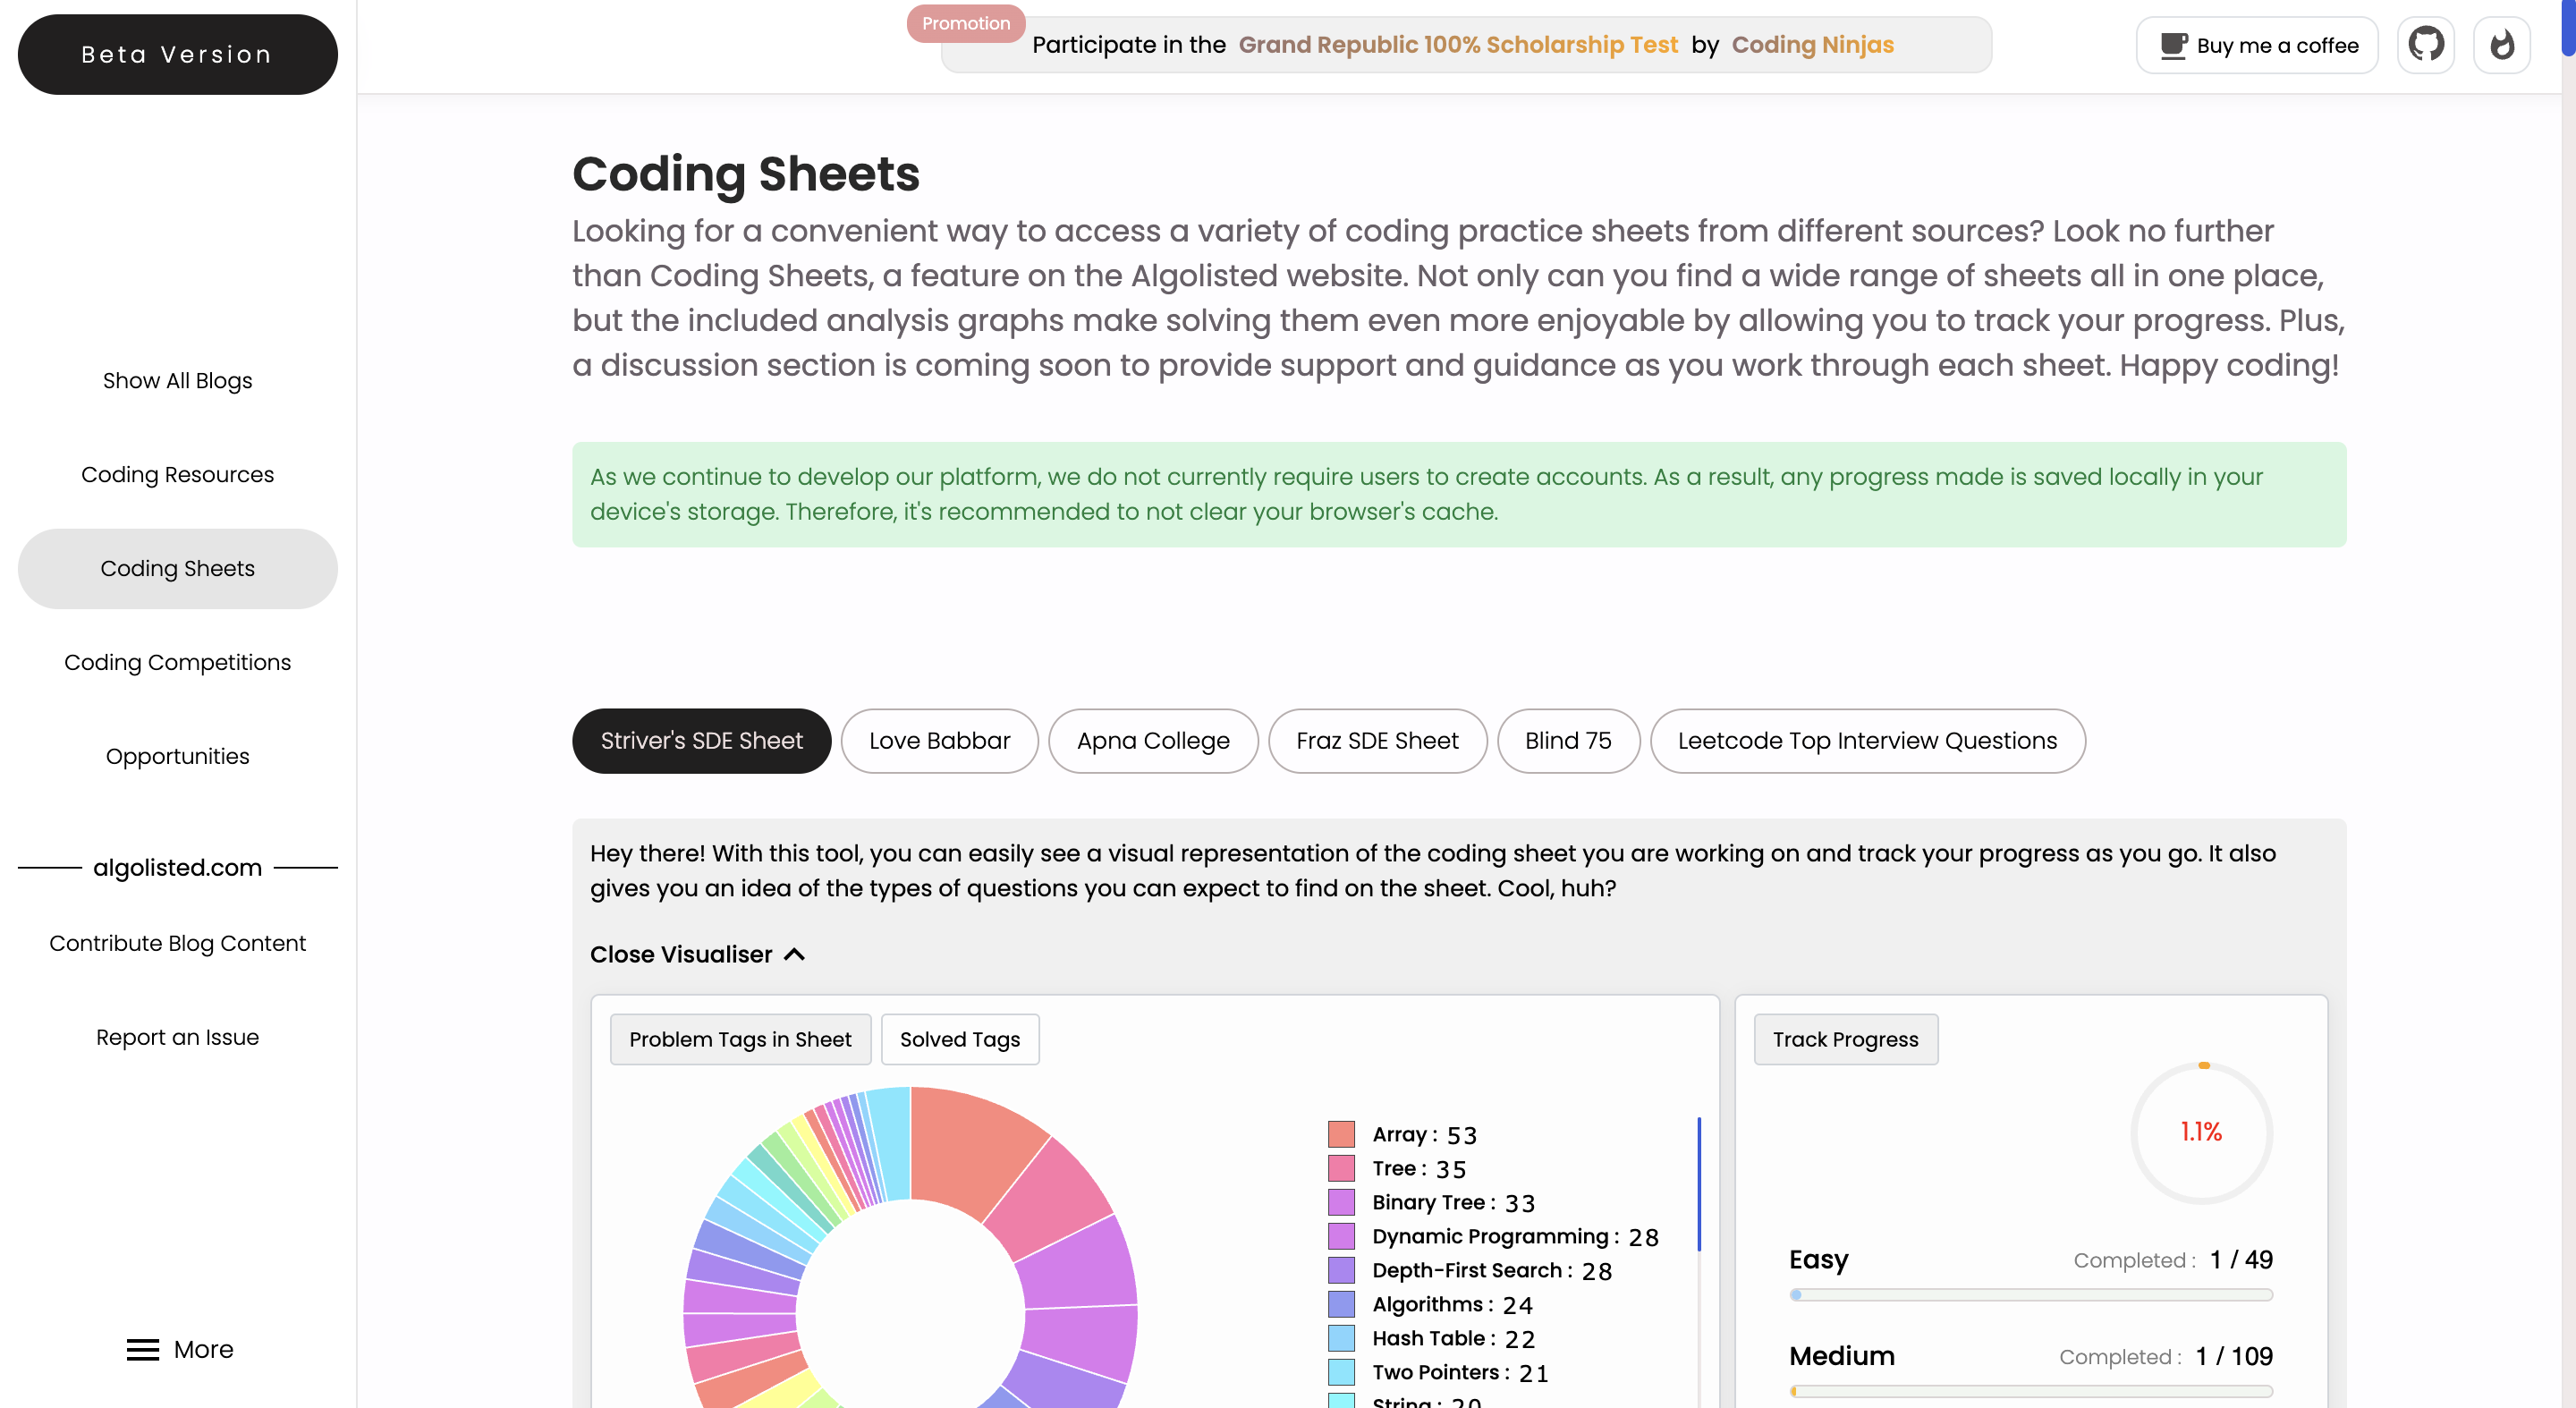 Beta Version
Show All Blogs
Coding Resources
Coding Sheets
Coding Competitions
Opportunities
algolisted.com
Contribute Blog Content
Report an Issue
More
Promotion
Participate in the Grand Republic 100% Scholarship Test by Coding Ninjas
Buy me a coffee
Coding Sheets
Looking for a convenient way to access a variety of coding practice sheets from different sources? Look no further
than Coding Sheets, a feature on the Algolisted website. Not only can you find a wide range of sheets all in one place,
but the included analysis graphs make solving them even more enjoyable by allowing you to track your progress. Plus,
a discussion section is coming soon to provide support and guidance as you work through each sheet. Happy coding!
As we continue to develop our platform, we do not currently require users to create accounts. As a result, any progress made is saved locally in your
device's storage. Therefore, it's recommended to not clear your browser's cache.
Striver's SDE Sheet
Love Babbar
Apna College
Fraz SDE Sheet
Blind 75
Leetcode Top Interview Questions
Hey there! With this tool, you can easily see a visual representation of the coding sheet you are working on and track your progress as you go. It also
gives you an idea of the types of questions you can expect to find on the sheet. Cool, huh?
Close Visualiser
Problem Tags in Sheet
Solved Tags
Array : 53
Tree : 35
Binary Tree : 33
Dynamic Programming : 28
Depth-First Search : 28
Algorithms : 24
Hash Table : 22
Two Pointers : 21
String : 20
Track Progress
1.1%
Easy
Completed : 1 / 49
Medium
Completed : 1 / 109